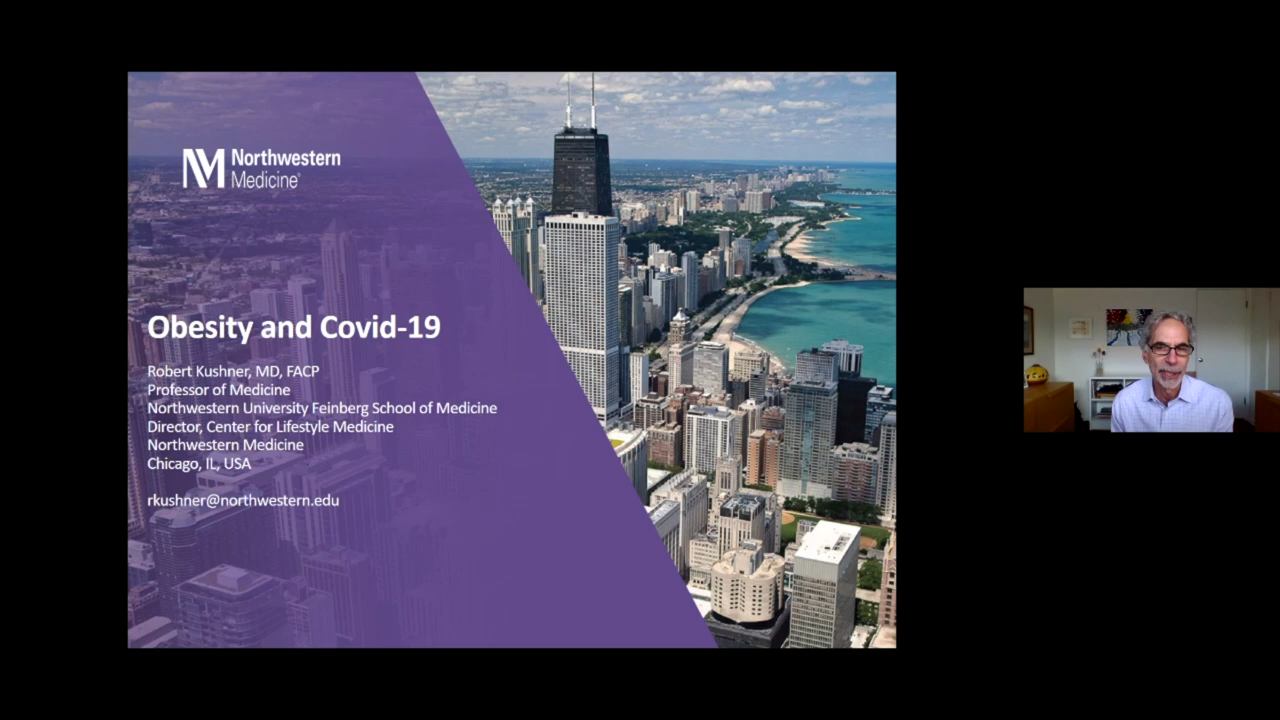 Northwestern
Medicine®
Obesity and Covid-19
Robert Kushner, MD, FACP
Professor of Medicine
Northwestern University Feinberg School of Medicine
Director, Center for Lifestyle Medicine
Northwestern Medicine
Chicago, IL, USA
rkushner@northwestern.edu